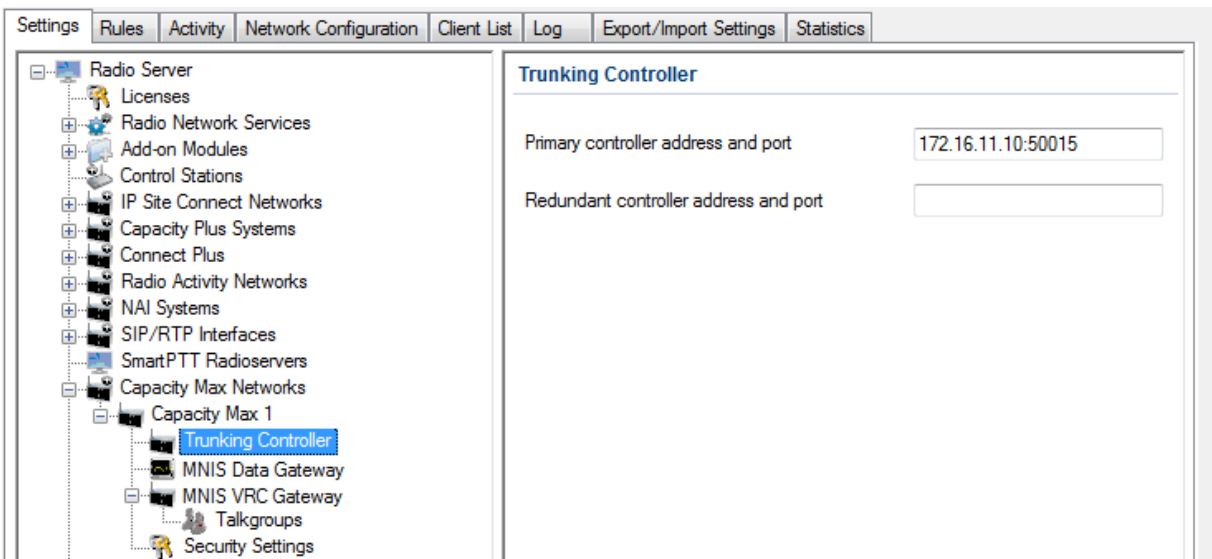 Settings Rules Activity Network Configuration Client List Log Export/Import Settings Statistics
Radio Server
Licenses
Radio Network Services
Add-on Modules
Control Stations
IP Site Connect Networks
Capacity Plus Systems
Connect Plus
Radio Activity Networks
NAI Systems
SIP/RTP Interfaces
SmartPTT Radioservers
Capacity Max Networks
Capacity Max 1
Trunking Controller
MNIS Data Gateway
MNIS VRC Gateway
Talkgroups
Security Settings
Trunking Controller
Primary controller address and port 172.16.11.10:50015
Redundant controller address and port